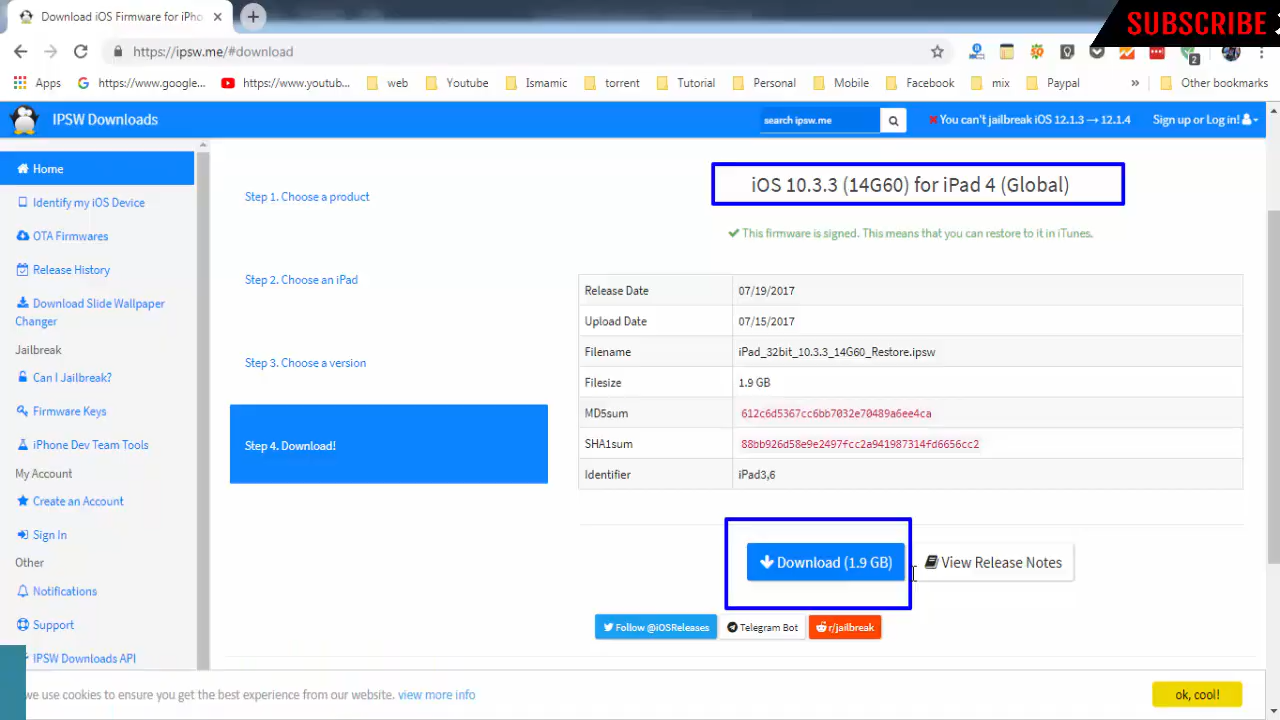 Download iOS Firmware for iPho
SUBSCRIBE
https://ipsw.me/#download
2
Apps
https://www.google...
https://www.youtub...
web
Youtube
Ismamic
torrent
Tutorial
Personal
Mobile
Facebook
mix
Paypal
»
Other bookmarks
IPSW Downloads
search ipsw.me
You can't jailbreak iOS 12.1.3 → 12.1.4
Sign up or Log in!
Home
Identify my iOS Device
OTA Firmwares
Release History
Download Slide Wallpaper
Changer
Jailbreak
Can I Jailbreak?
Firmware Keys
iPhone Dev Team Tools
My Account
Create an Account
Sign In
Other
Notifications
Support
IPSW Downloads API
Step 1. Choose a product
Step 2. Choose an iPad
Step 3. Choose a version
Step 4. Download!
iOS 10.3.3 (14G60) for iPad 4 (Global)
This firmware is signed. This means that you can restore to it in iTunes.
Release Date 07/19/2017
Upload Date 07/15/2017
Filename iPad_32bit_10.3.3_14G60_Restore.ipsw
Filesize 1.9 GB
MD5sum 612c6d5367cc6bb7032e70489a6ee4ca
SHA1sum 88bb926d58e9e2497fcc2a941987314fd6656cc2
Identifier iPad3,6
Download (1.9 GB)
View Release Notes
Follow @iOSReleases
Telegram Bot
r/jailbreak
we use cookies to ensure you get the best experience from our website. view more info
ok, cool!